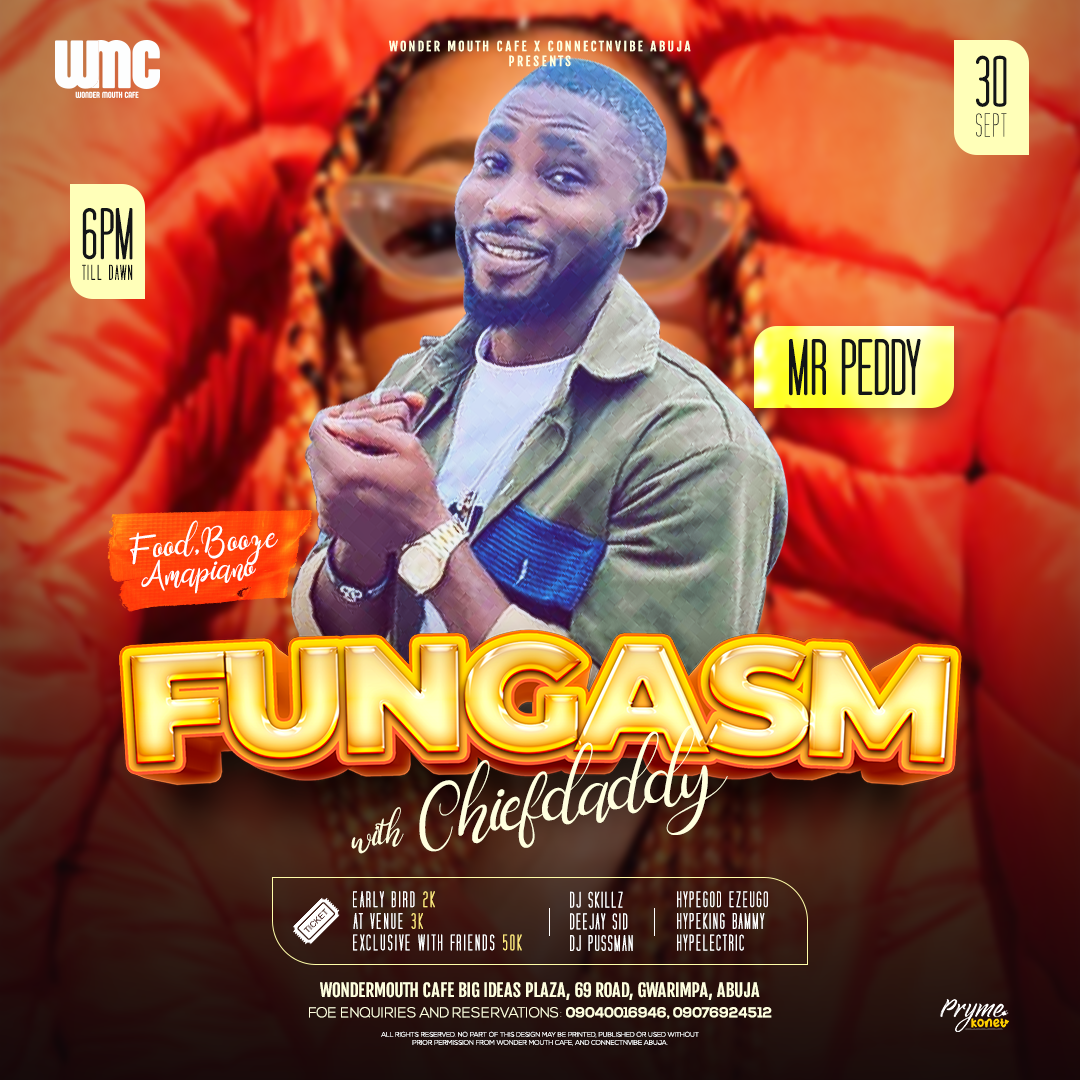 WMC
WONDER MOUTH CAFE
WONDER MOUTH CAFE X CONNECTNVIBE ABUJA
PRESENTS
30
SEPT
6PM
TILL DAWN
MR PEDDY
Food, Booze
Amapiano
FUNGASM
with Chiefdaddy
TICKET
EARLY BIRD 2K
AT VENUE 3K
EXCLUSIVE WITH FRIENDS 50K
DJ SKILLZ
DEEJAY SID
DJ PUSSMAN
HYPEGOD EZEUGO
HYPEKING BAMMY
HYPELECTRIC
WONDERMOUTH CAFE BIG IDEAS PLAZA, 69 ROAD, GWARIMPA, ABUJA
FOE ENQUIRIES AND RESERVATIONS: 09040016946, 09076924512
ALL RIGHTS RESERVED. NO PART OF THIS DESIGN MAY BE PRINTED, PUBLISHED OR USED WITHOUT
PRIOR PERMISSION FROM WONDER MOUTH CAFE, AND CONNECTNVIBE ABUJA.
Pryme
konet